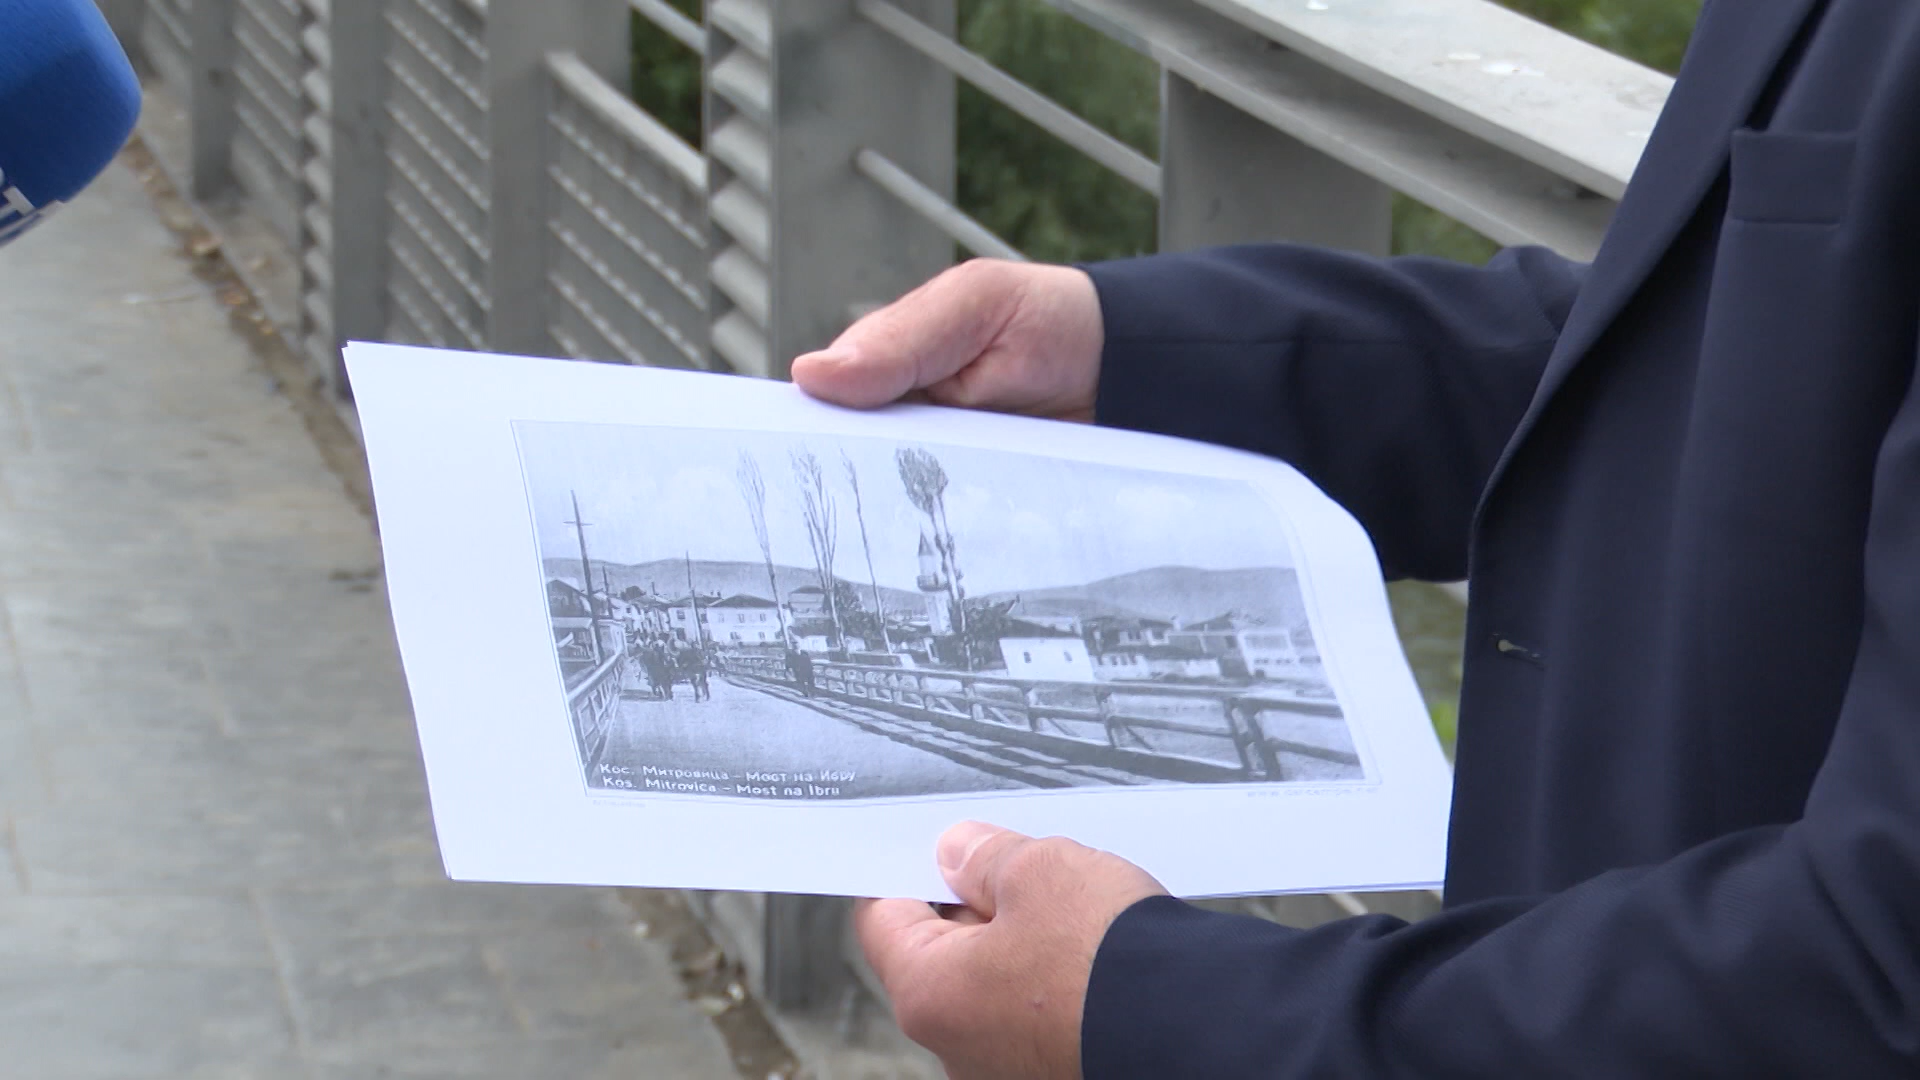 Кос. Митровица – Мост на Ибру
Kos. Mitrovica – Most na Ibru